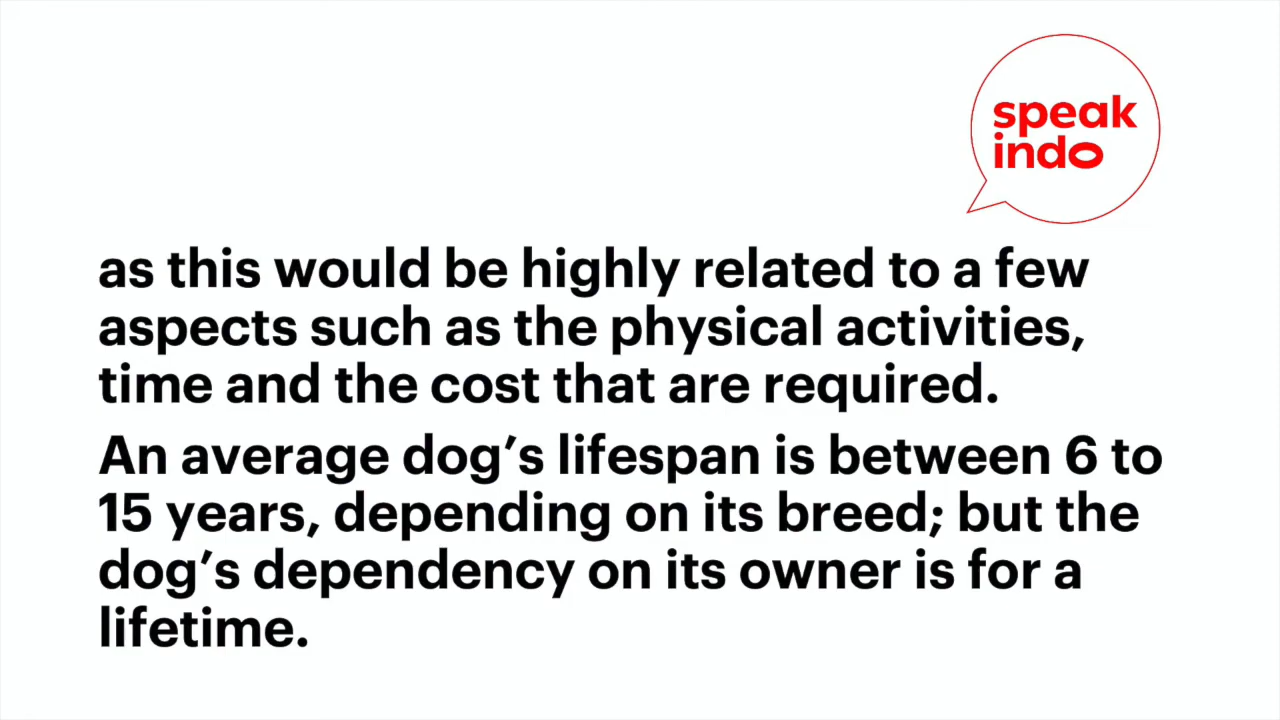 speak
indo
as this would be highly related to a few
aspects such as the physical activities,
time and the cost that are required.
An average dog’s lifespan is between 6 to
15 years, depending on its breed; but the
dog’s dependency on its owner is for a
lifetime.